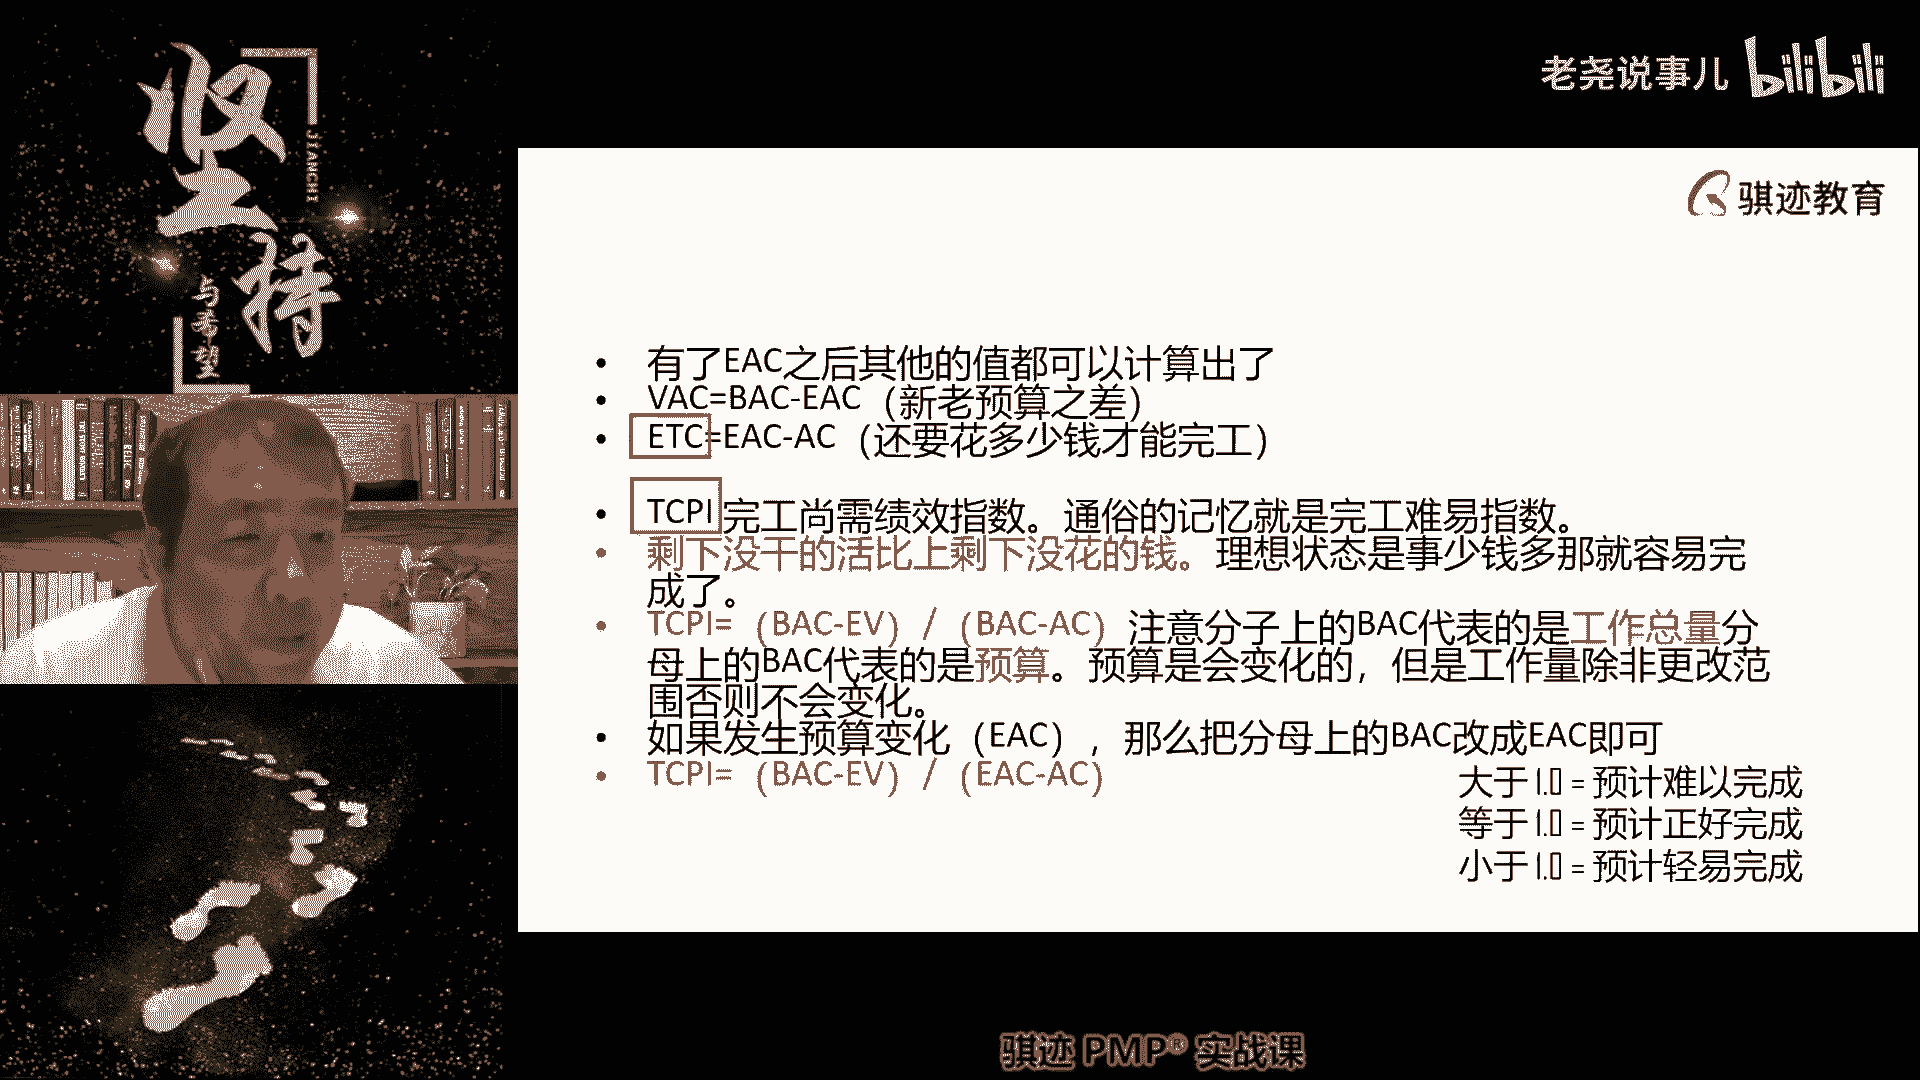 坚持
JIANCHI
与希望
老尧说事儿 bilibili
骐迹教育
• 有了EAC之后其他的值都可以计算出了
• VAC=BAC-EAC（新老预算之差）
• ETC=EAC-AC（还要花多少钱才能完工）
• TCPI 完工尚需绩效指数。通俗的记忆就是完工难易指数。
• 剩下没干的活比上剩下没花的钱。理想状态是事少钱多那就容易完
成了。
• TCPI=（BAC-EV）/（BAC-AC）注意分子上的BAC代表的是工作总量分
母上的BAC代表的是预算。预算是会变化的，但是工作量除非更改范
围否则不会变化。
• 如果发生预算变化（EAC），那么把分母上的BAC改成EAC即可
• TCPI=（BAC-EV）/（EAC-AC）
大于 = 预计难以完成
等于 = 预计正好完成
小于 = 预计轻易完成
骐迹 PMP® 实战课